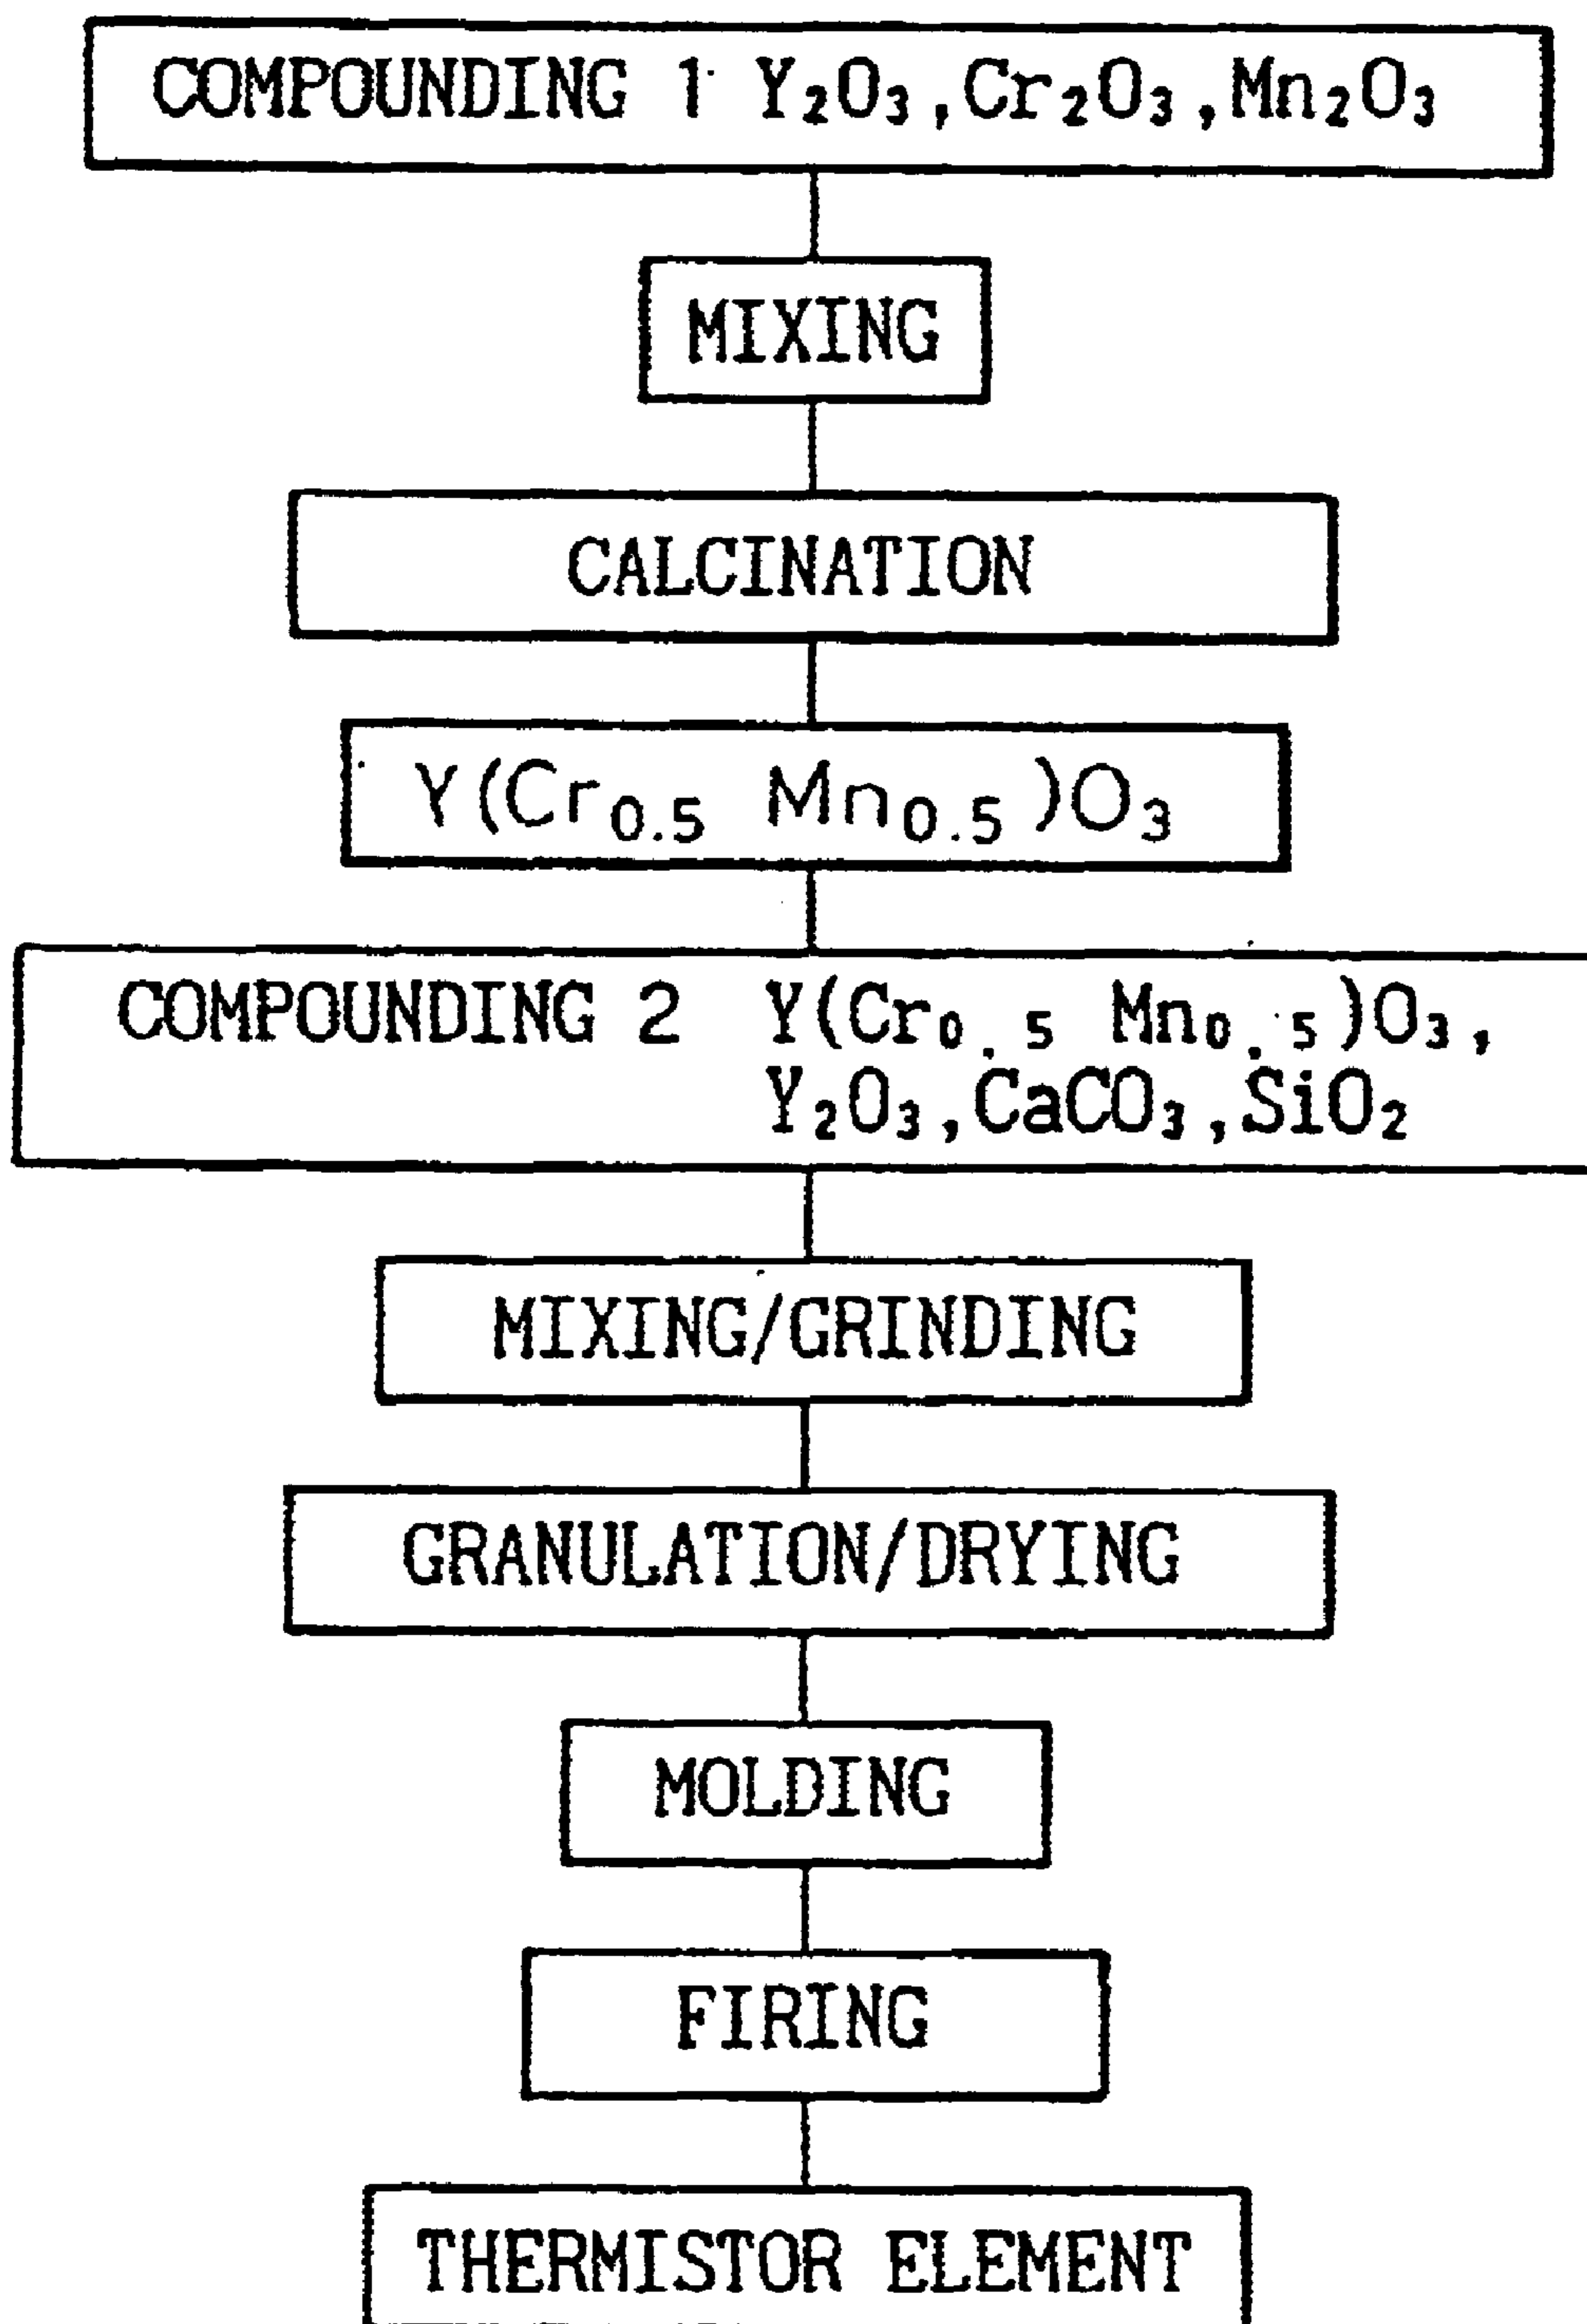 COMPOUNDING 1 Y₂O₃,Cr₂O₃,Mn₂O₃
MIXING
CALCINATION
Y(Cr₀.₅ Mn₀.₅)O₃
COMPOUNDING 2 Y(Cr₀.₅ Mn₀.₅)O₃,
Y₂O₃,CaCO₃,SiO₂
MIXING/GRINDING
GRANULATION/DRYING
MOLDING
FIRING
THERMISTOR ELEMENT